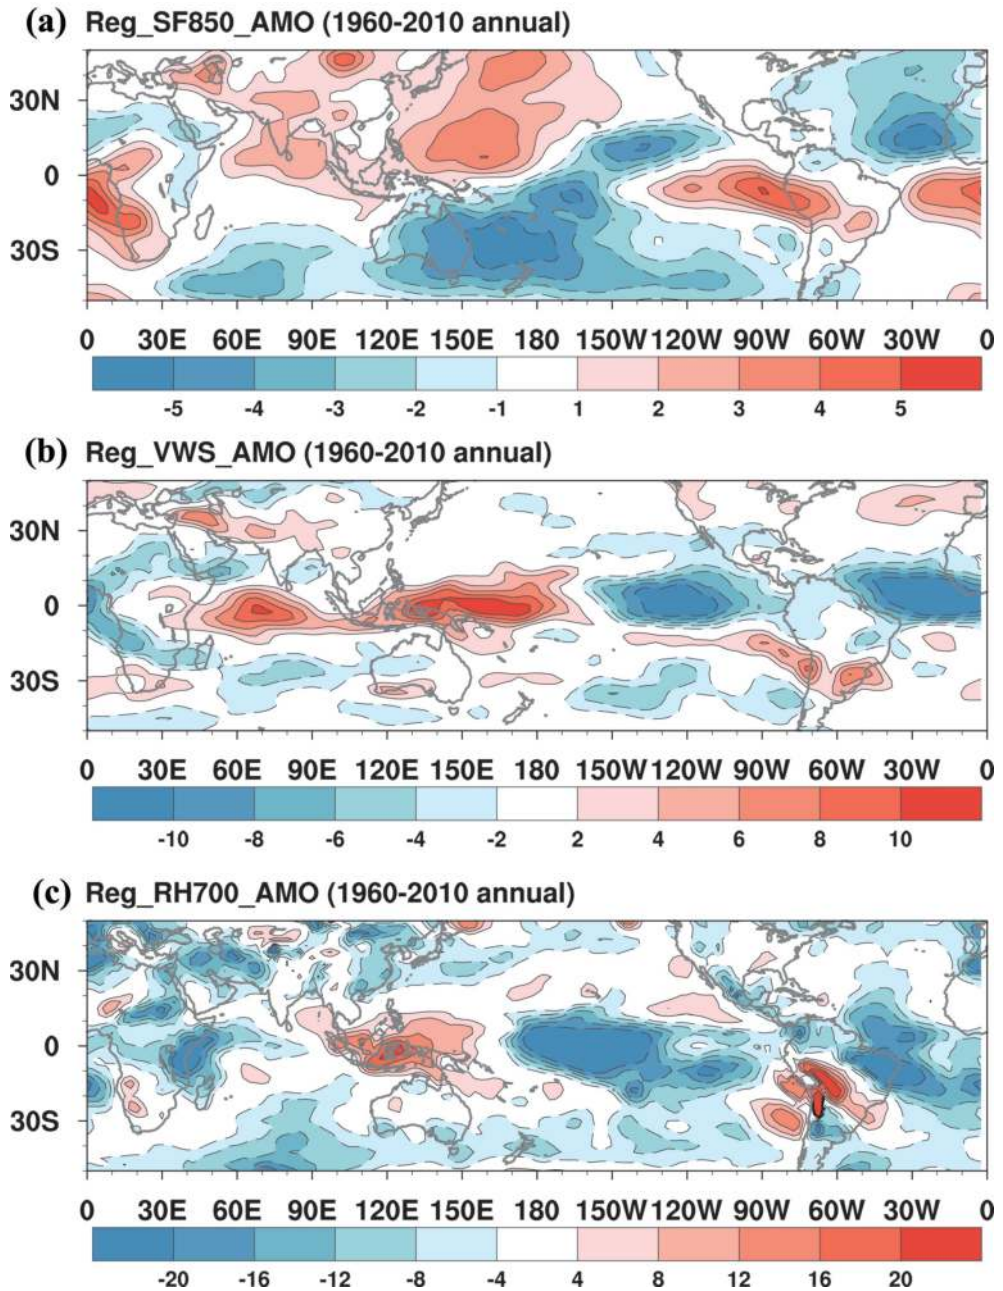 (a) Reg_SF850_AMO (1960-2010 annual)
30N
0
30S
0 30E 60E 90E 120E 150E 180 150W 120W 90W 60W 30W 0
-5 -4 -3 -2 -1 1 2 3 4 5
(b) Reg_VWS_AMO (1960-2010 annual)
30N
0
30S
0 30E 60E 90E 120E 150E 180 150W 120W 90W 60W 30W 0
-10 -8 -6 -4 -2 2 4 6 8 10
(c) Reg_RH700_AMO (1960-2010 annual)
30N
0
30S
0 30E 60E 90E 120E 150E 180 150W 120W 90W 60W 30W 0
-20 -16 -12 -8 -4 4 8 12 16 20